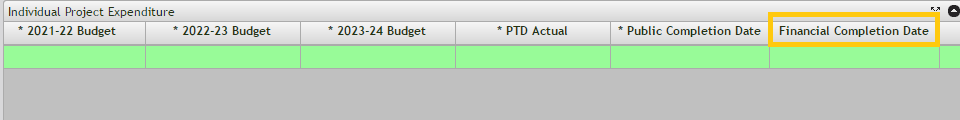 Individual Project Expenditure
* 2021-22 Budget * 2022-23 Budget * 2023-24 Budget * PTD Actual * Public Completion Date Financial Completion Date